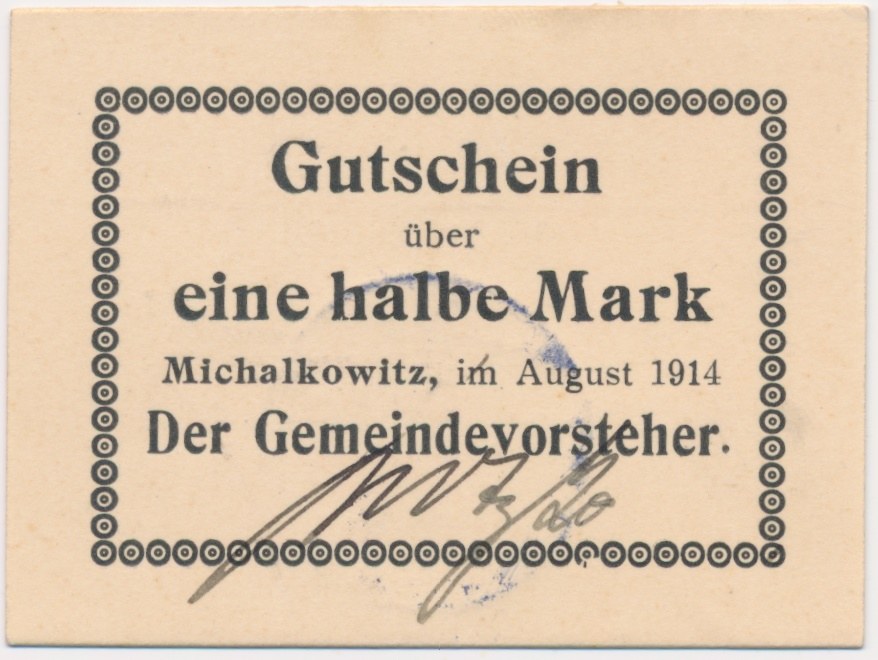 Gutschein
über
eine halbe Mark
Michalkowitz, im August 1914
Der Gemeindevorsteher.